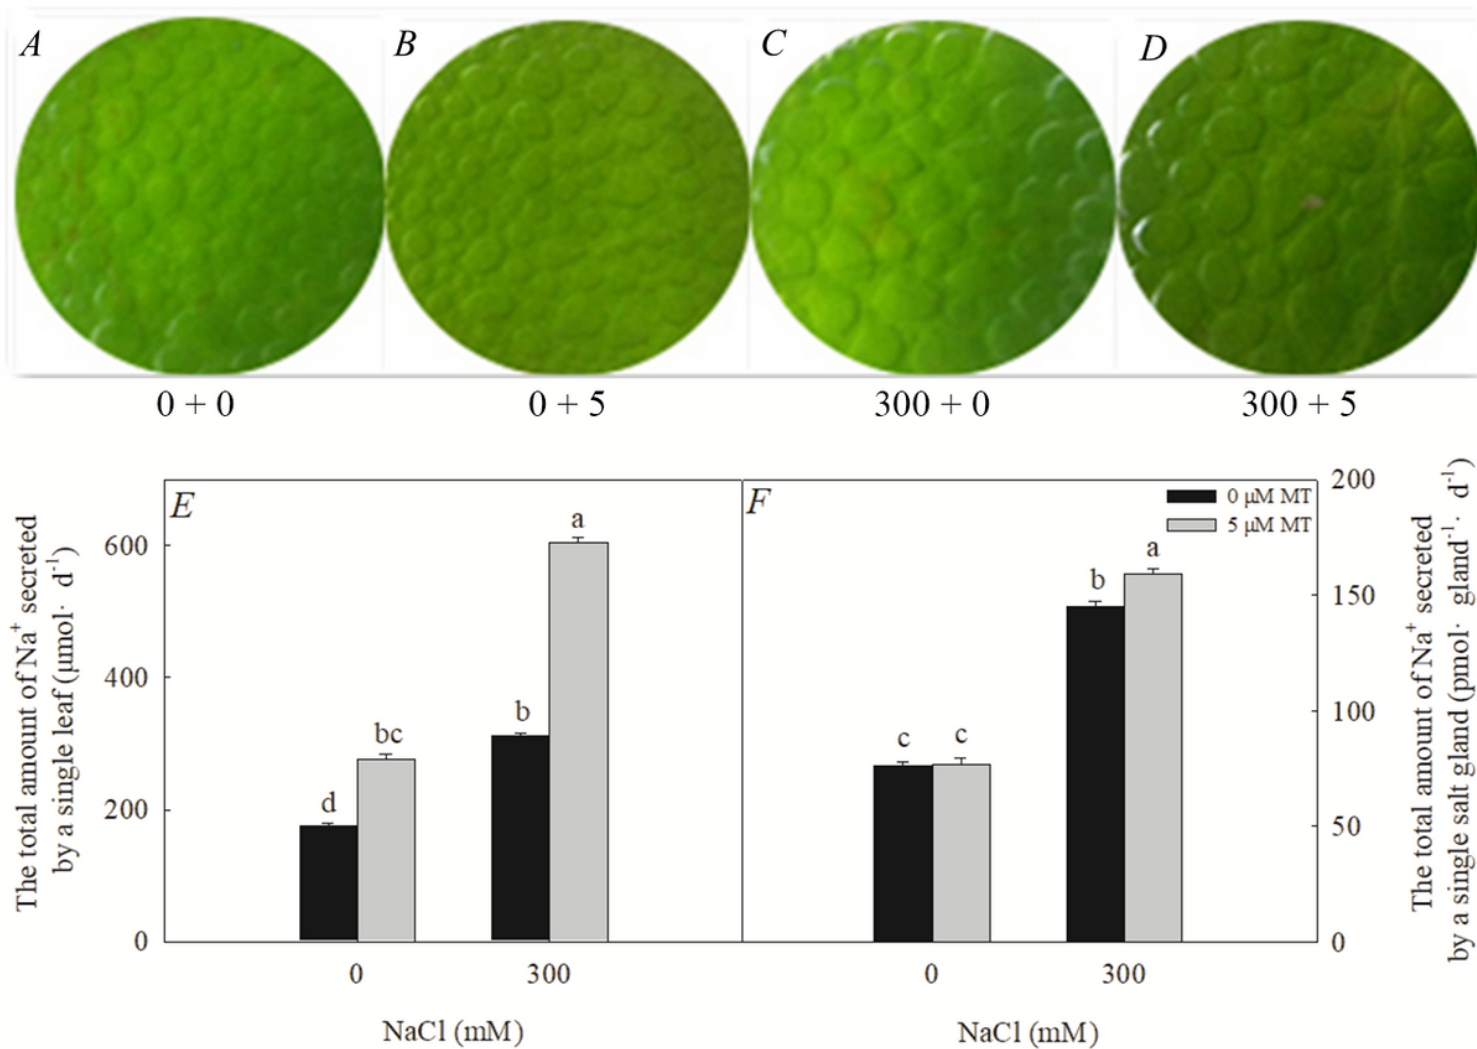 A
B
C
D
0 + 0
0 + 5
300 + 0
300 + 5
The total amount of Na⁺ secreted
by a single leaf (μmol· d⁻¹)
E
600
400
200
0
d
bc
b
a
0
300
NaCl (mM)
F
0 μM MT
5 μM MT
c
c
b
a
0
300
NaCl (mM)
200
150
100
50
0
The total amount of Na⁺ secreted
by a single salt gland (pmol· gland⁻¹· d⁻¹)